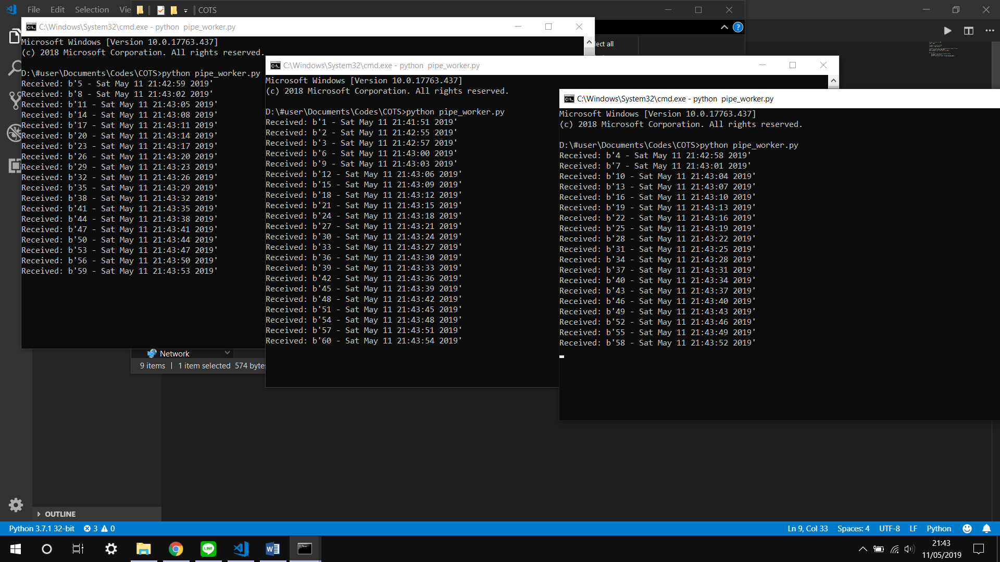 File Edit Selection Vie
COTS
C:\Windows\System32\cmd.exe - python  pipe_worker.py
Microsoft Windows [Version 10.0.17763.437]
(c) 2018 Microsoft Corporation. All rights reserved.
D:\#user\Documents\Codes\COTS>python pipe_worker.py
Received: b'5 - Sat May 11 21:42:59 2019'
Received: b'8 - Sat May 11 21:43:02 2019'
Received: b'11 - Sat May 11 21:43:05 2019'
Received: b'14 - Sat May 11 21:43:08 2019'
Received: b'17 - Sat May 11 21:43:11 2019'
Received: b'20 - Sat May 11 21:43:14 2019'
Received: b'23 - Sat May 11 21:43:17 2019'
Received: b'26 - Sat May 11 21:43:20 2019'
Received: b'29 - Sat May 11 21:43:23 2019'
Received: b'32 - Sat May 11 21:43:26 2019'
Received: b'35 - Sat May 11 21:43:29 2019'
Received: b'38 - Sat May 11 21:43:32 2019'
Received: b'41 - Sat May 11 21:43:35 2019'
Received: b'44 - Sat May 11 21:43:38 2019'
Received: b'47 - Sat May 11 21:43:41 2019'
Received: b'50 - Sat May 11 21:43:44 2019'
Received: b'53 - Sat May 11 21:43:47 2019'
Received: b'56 - Sat May 11 21:43:50 2019'
Received: b'59 - Sat May 11 21:43:53 2019'
lect all
C:\Windows\System32\cmd.exe - python  pipe_worker.py
Microsoft Windows [Version 10.0.17763.437]
(c) 2018 Microsoft Corporation. All rights reserved.
D:\#user\Documents\Codes\COTS>python pipe_worker.py
Received: b'1 - Sat May 11 21:41:51 2019'
Received: b'2 - Sat May 11 21:42:55 2019'
Received: b'3 - Sat May 11 21:42:57 2019'
Received: b'6 - Sat May 11 21:43:00 2019'
Received: b'9 - Sat May 11 21:43:03 2019'
Received: b'12 - Sat May 11 21:43:06 2019'
Received: b'15 - Sat May 11 21:43:09 2019'
Received: b'18 - Sat May 11 21:43:12 2019'
Received: b'21 - Sat May 11 21:43:15 2019'
Received: b'24 - Sat May 11 21:43:18 2019'
Received: b'27 - Sat May 11 21:43:21 2019'
Received: b'30 - Sat May 11 21:43:24 2019'
Received: b'33 - Sat May 11 21:43:27 2019'
Received: b'36 - Sat May 11 21:43:30 2019'
Received: b'39 - Sat May 11 21:43:33 2019'
Received: b'42 - Sat May 11 21:43:36 2019'
Received: b'45 - Sat May 11 21:43:39 2019'
Received: b'48 - Sat May 11 21:43:42 2019'
Received: b'51 - Sat May 11 21:43:45 2019'
Received: b'54 - Sat May 11 21:43:48 2019'
Received: b'57 - Sat May 11 21:43:51 2019'
Received: b'60 - Sat May 11 21:43:54 2019'
C:\Windows\System32\cmd.exe - python  pipe_worker.py
Microsoft Windows [Version 10.0.17763.437]
(c) 2018 Microsoft Corporation. All rights reserved.
D:\#user\Documents\Codes\COTS>python pipe_worker.py
Received: b'4 - Sat May 11 21:42:58 2019'
Received: b'7 - Sat May 11 21:43:01 2019'
Received: b'10 - Sat May 11 21:43:04 2019'
Received: b'13 - Sat May 11 21:43:07 2019'
Received: b'16 - Sat May 11 21:43:10 2019'
Received: b'19 - Sat May 11 21:43:13 2019'
Received: b'22 - Sat May 11 21:43:16 2019'
Received: b'25 - Sat May 11 21:43:19 2019'
Received: b'28 - Sat May 11 21:43:22 2019'
Received: b'31 - Sat May 11 21:43:25 2019'
Received: b'34 - Sat May 11 21:43:28 2019'
Received: b'37 - Sat May 11 21:43:31 2019'
Received: b'40 - Sat May 11 21:43:34 2019'
Received: b'43 - Sat May 11 21:43:37 2019'
Received: b'46 - Sat May 11 21:43:40 2019'
Received: b'49 - Sat May 11 21:43:43 2019'
Received: b'52 - Sat May 11 21:43:46 2019'
Received: b'55 - Sat May 11 21:43:49 2019'
Received: b'58 - Sat May 11 21:43:52 2019'
Network
9 items 1 item selected 574 bytes
OUTLINE
Python 3.7.1 32-bit 3 0 Ln 9, Col 33 Spaces: 4 UTF-8 LF Python
LINE
21:43
11/05/2019